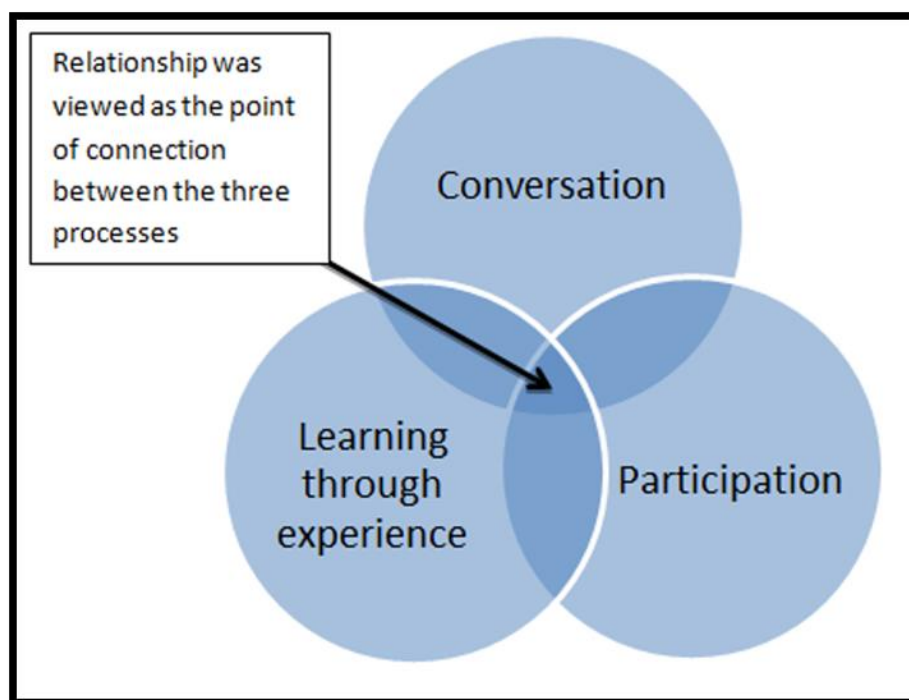 Relationship was
viewed as the point
of connection
between the three
processes
Conversation
Learning
through
experience
Participation